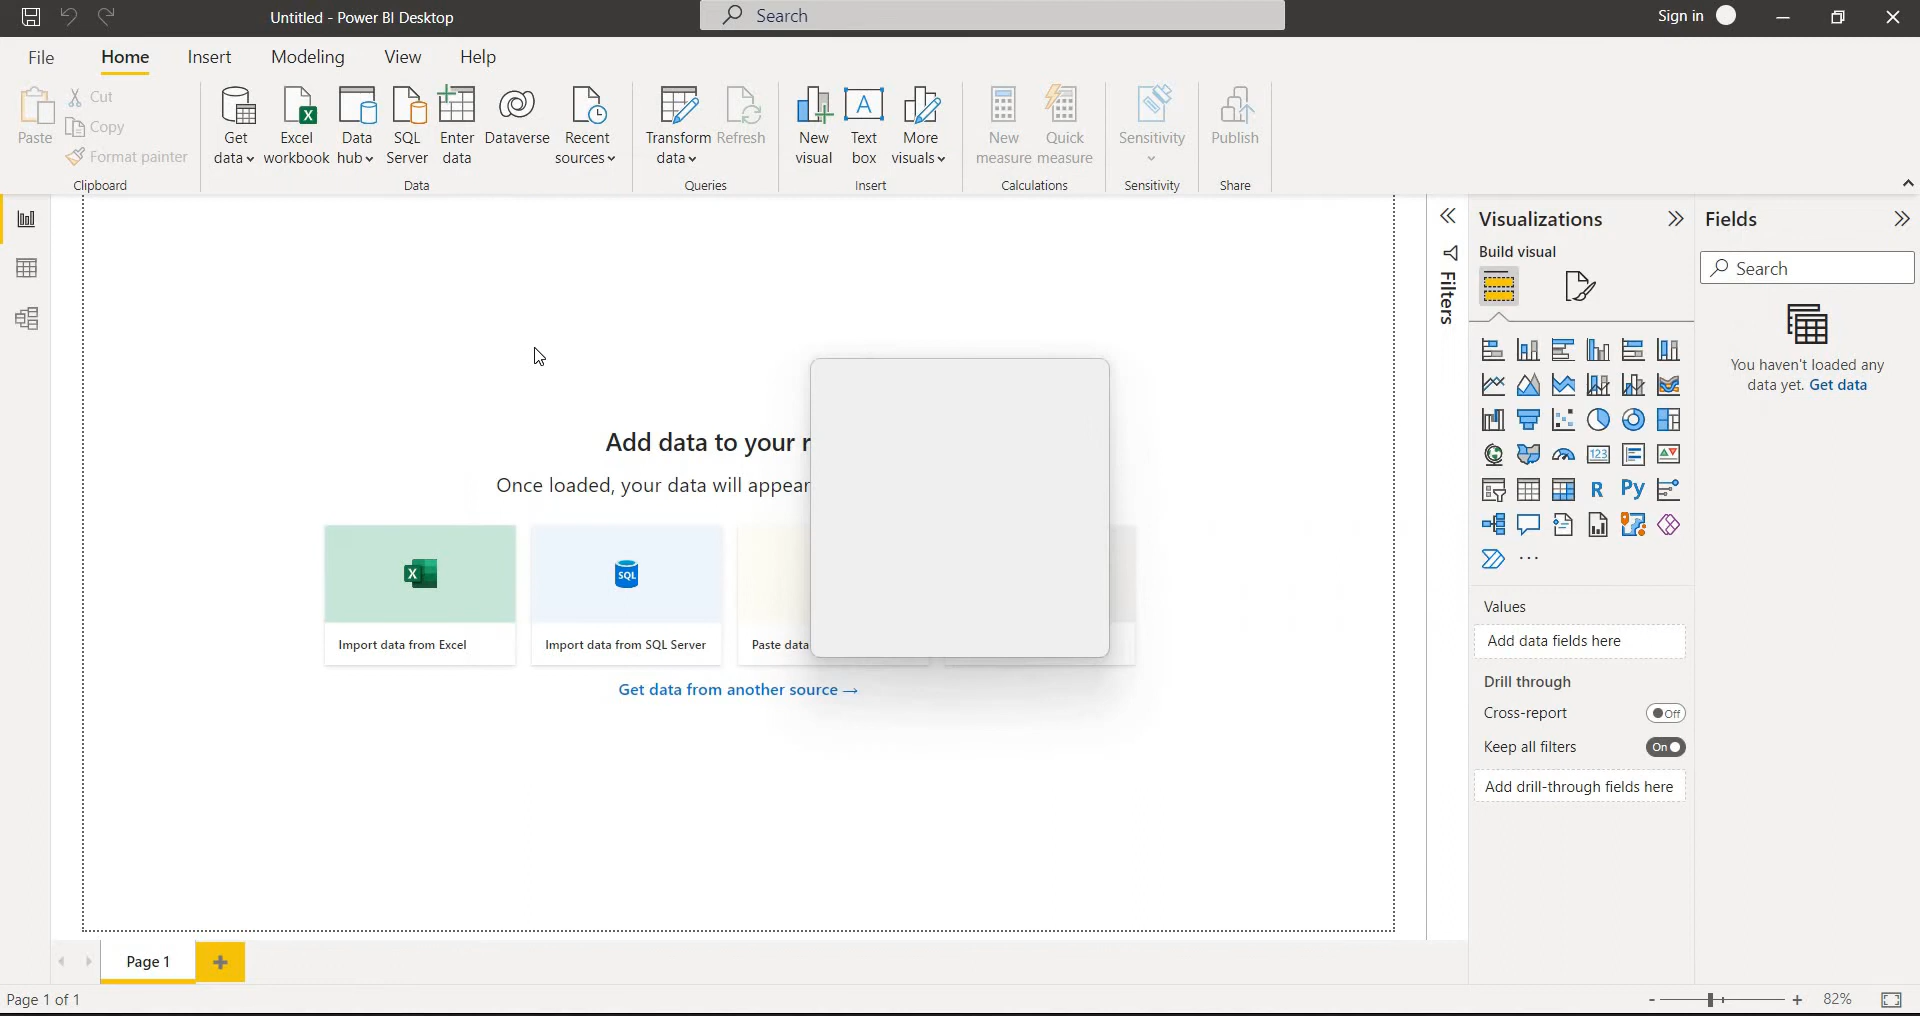 Untitled - Power BI Desktop
Search
Sign in
File
Home
Insert
Modeling
View
Help
Paste
Cut
Copy
Format painter
Clipboard
Get data
Excel workbook
Data hub
SQL Server
Enter data
Dataverse
Recent sources
Data
Transform data
Refresh
Queries
New visual
Text box
More visuals
Insert
New measure
Quick measure
Calculations
Sensitivity
Sensitivity
Publish
Share
Add data to your r
Once loaded, your data will appear
X
SQL
Import data from Excel
Import data from SQL Server
Paste data
Get data from another source →
Filters
Visualizations
Build visual
123
R
Py
Values
Add data fields here
Drill through
Cross-report
Off
Keep all filters
On
Add drill-through fields here
Fields
Search
You haven't loaded any
data yet. Get data
Page 1
Page 1 of 1
- + 82%